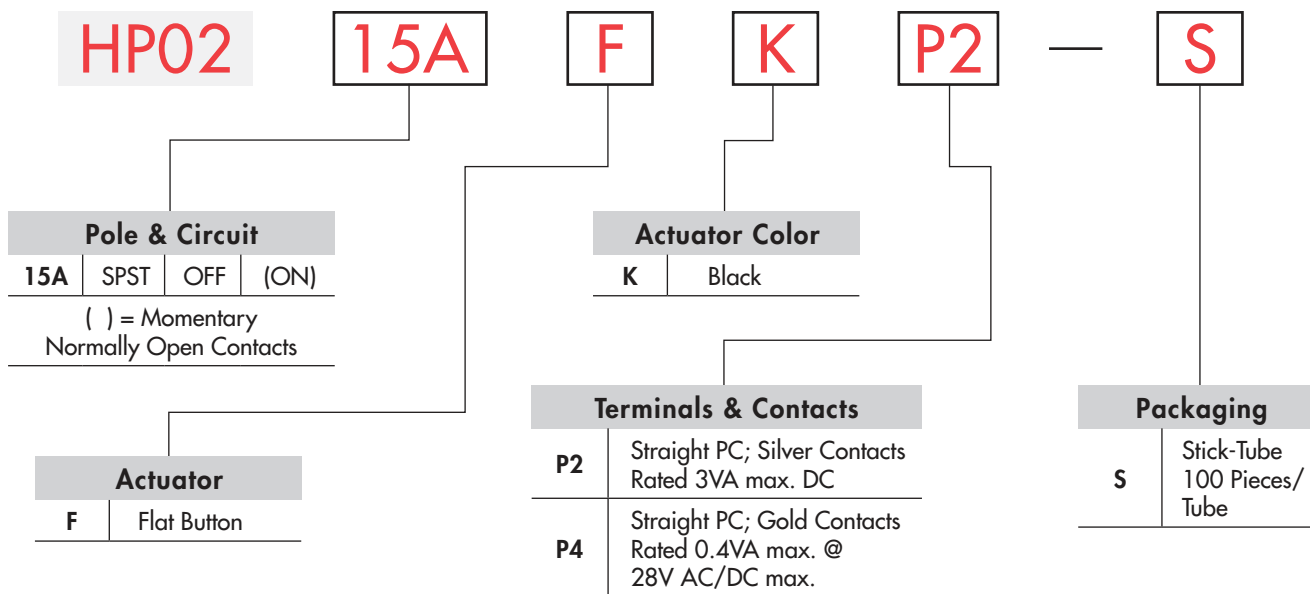 HP02 15A F K P2 — S
Pole & Circuit
15A SPST OFF (ON)
( ) = Momentary
Normally Open Contacts
Actuator Color
K Black
Actuator
F Flat Button
Terminals & Contacts
P2 Straight PC; Silver Contacts
Rated 3VA max. DC
P4 Straight PC; Gold Contacts
Rated 0.4VA max. @
28V AC/DC max.
Packaging
S Stick-Tube
100 Pieces/
Tube